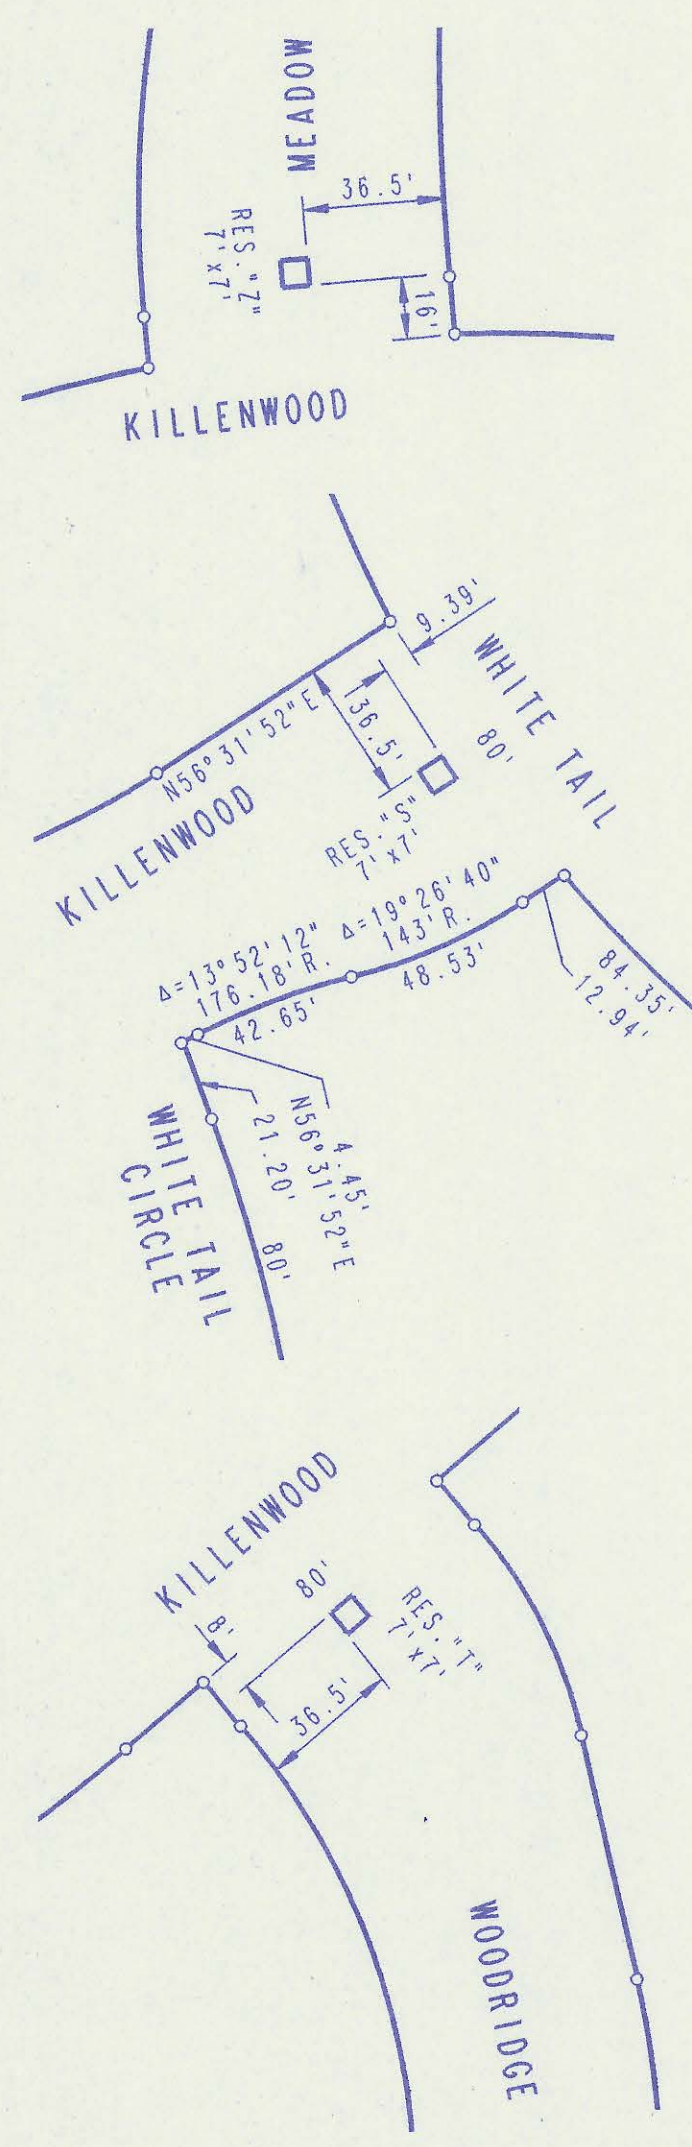 MEADOW
36.5'
RES. "Z"
7' x7'
16'
KILLENWOOD
9.39'
WHITE TAIL
80'
36.5'
N56°31'52"E
KILLENWOOD
RES. "S"
7' x7'
Δ=19°26'40"
143' R.
48.53'
Δ=13°52'12"
176.18' R.
42.65'
84.35'
12.94'
4.45'
N56°31'52"E
21.20'
80'
WHITE TAIL
CIRCLE
KILLENWOOD
80'
8'
RES. "T"
7' x7'
36.5'
WOODRIDGE